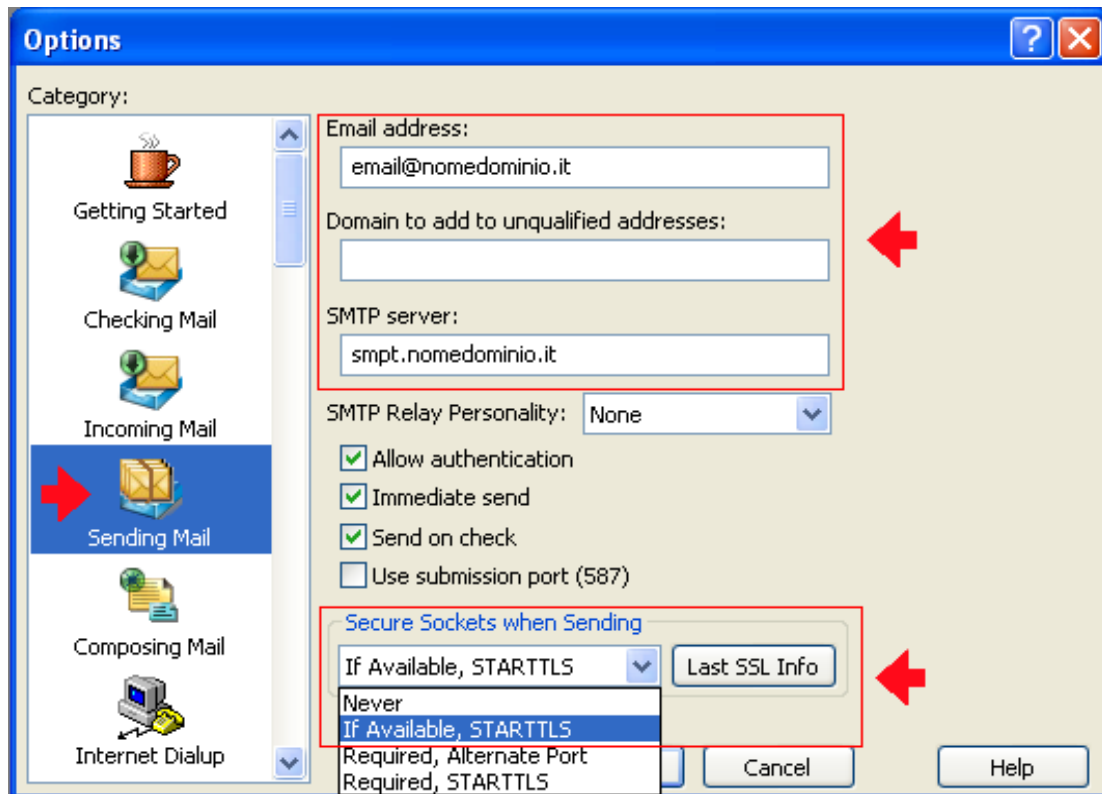 Options
Category:
Getting Started
Checking Mail
Incoming Mail
Sending Mail
Composing Mail
Internet Dialup
Email address:
email@nomedominio.it
Domain to add to unqualified addresses:
SMTP server:
smpt.nomedominio.it
SMTP Relay Personality: None
Allow authentication
Immediate send
Send on check
Use submission port (587)
Secure Sockets when Sending
If Available, STARTTLS Last SSL Info
Never
If Available, STARTTLS
Required, Alternate Port
Required, STARTTLS
Cancel Help